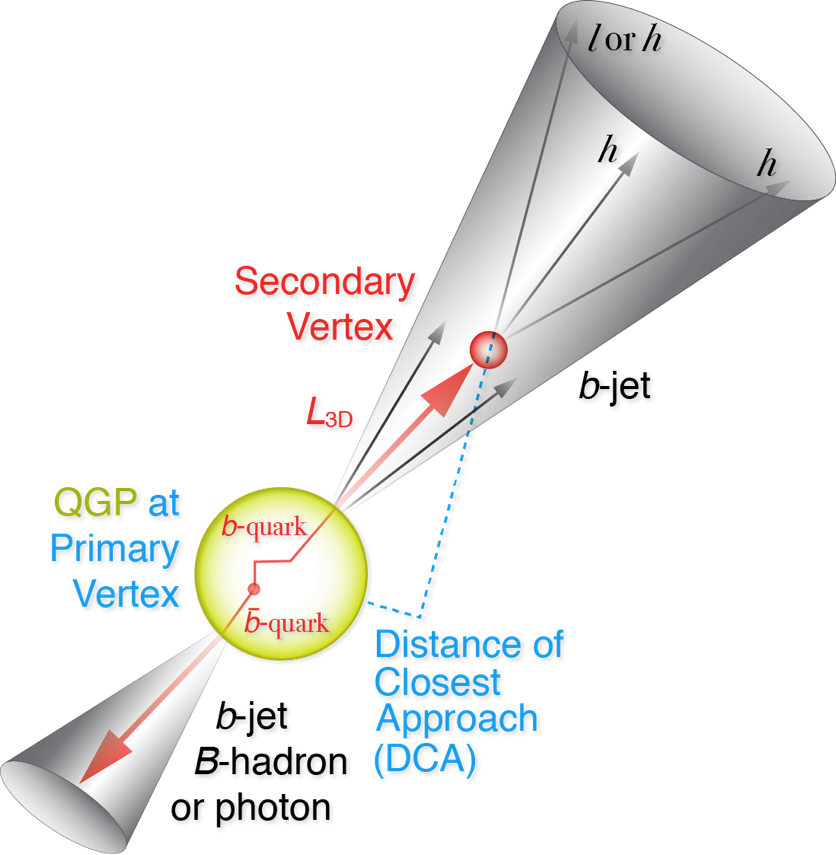 l or h
h
h
Secondary
Vertex
b-jet
L3D
QGP at
Primary
Vertex
b-quark
b̄-quark
Distance of
Closest
Approach
(DCA)
b-jet
B-hadron
or photon